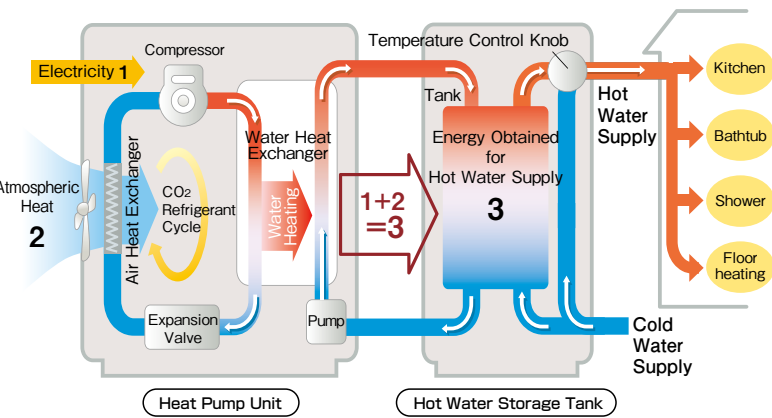 Compressor
Electricity 1
Temperature Control Knob
Tank
Water Heat
Exchanger
Atmospheric
Heat
2
Air Heat Exchanger
CO2
Refrigerant
Cycle
Water
Heating
1+2
=3
Energy Obtained
for
Hot Water Supply
3
Hot
Water
Supply
Kitchen
Bathtub
Shower
Floor
heating
Expansion
Valve
Pump
Cold
Water
Supply
Heat Pump Unit
Hot Water Storage Tank